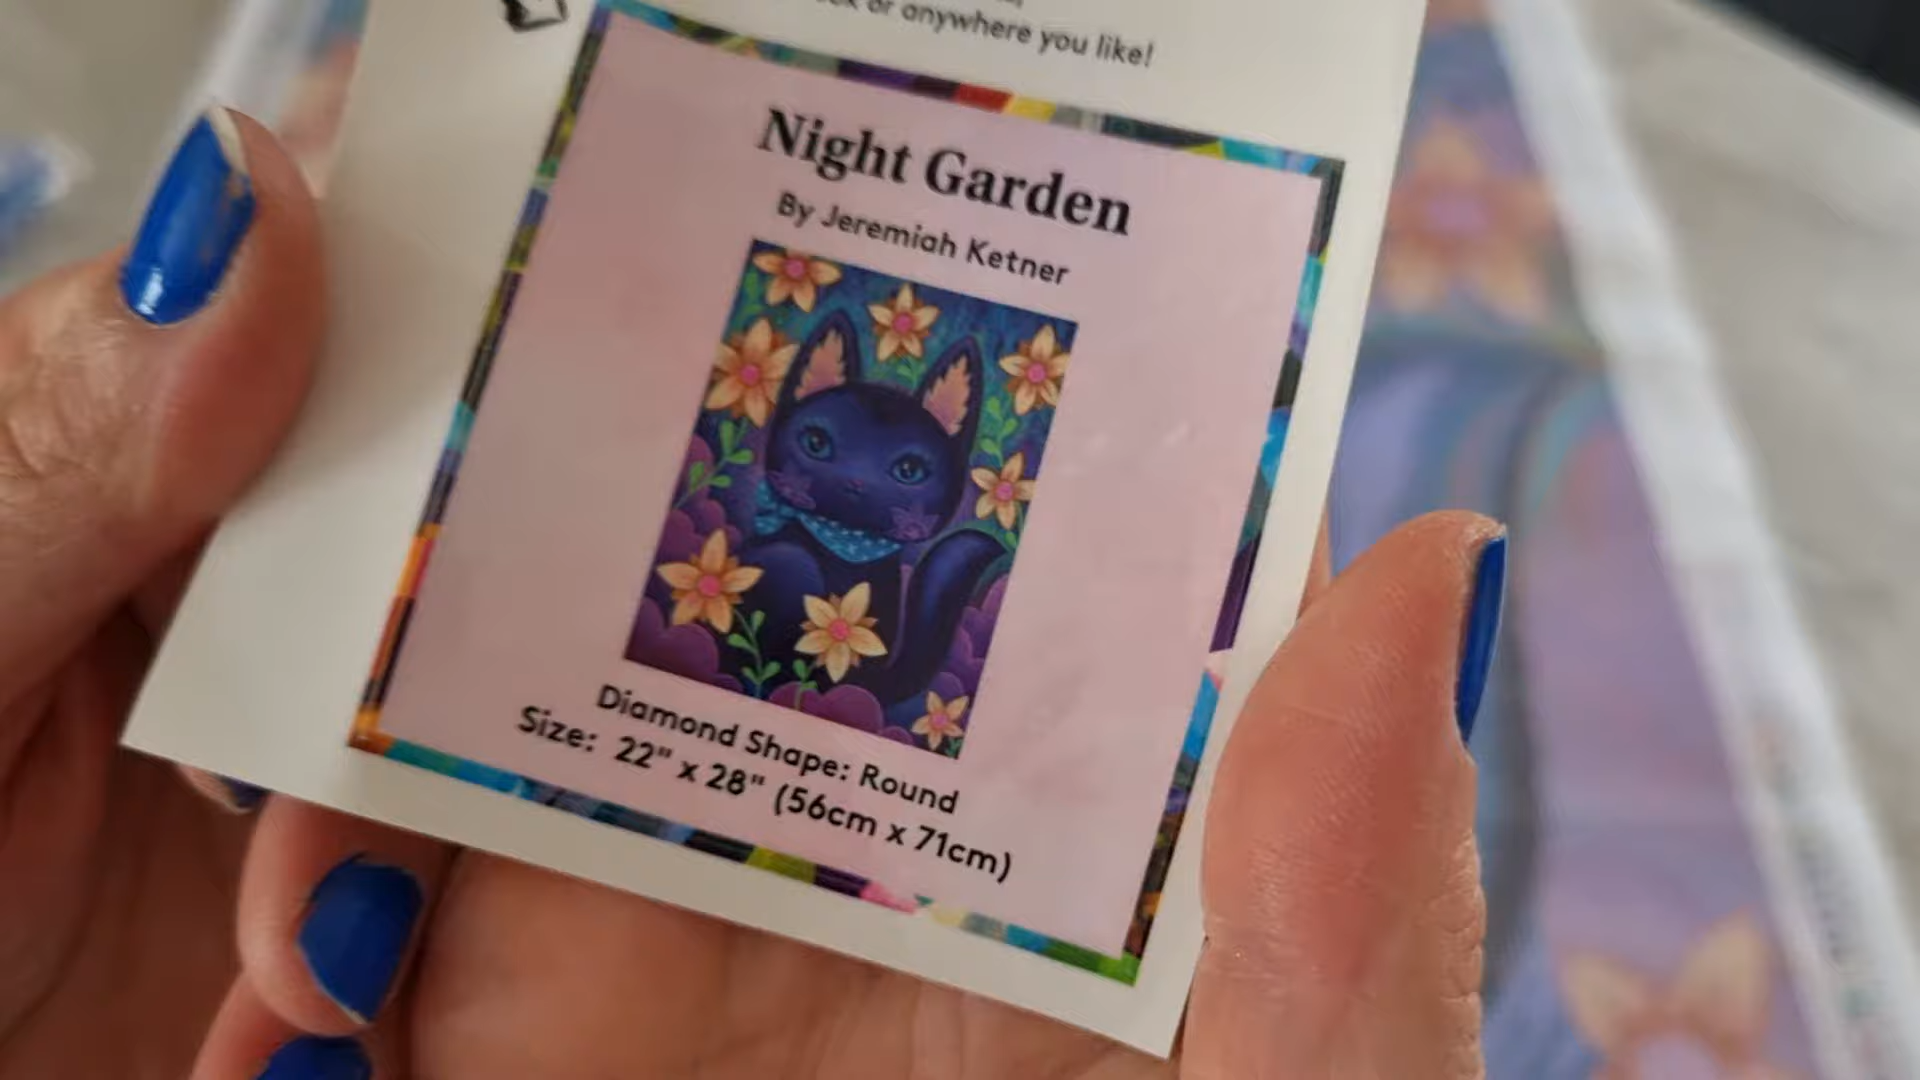 or anywhere you like!
Night Garden
By Jeremiah Ketner
Diamond Shape: Round
Size: 22" x 28" (56cm x 71cm)